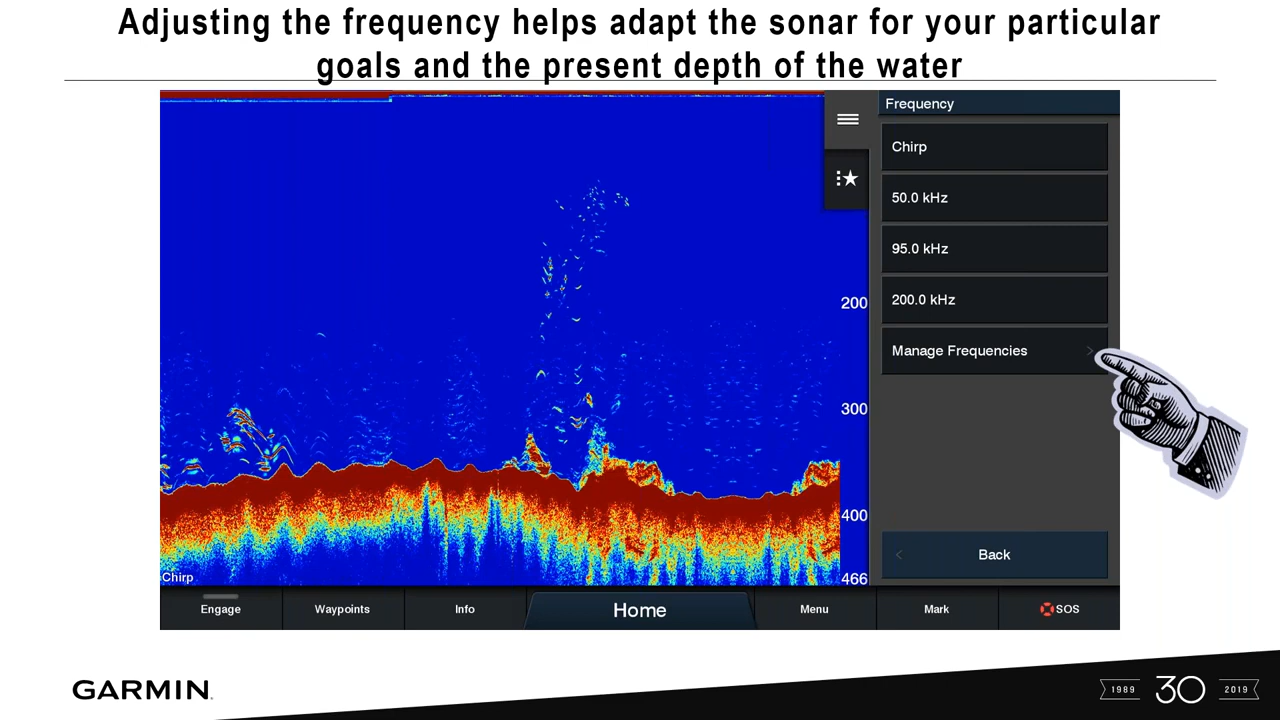 Adjusting the frequency helps adapt the sonar for your particular
goals and the present depth of the water
Frequency
Chirp
50.0 kHz
95.0 kHz
200.0 kHz
Manage Frequencies
Back
200
300
400
466
Chirp
Engage
Waypoints
Info
Home
Menu
Mark
SOS
GARMIN
1989 30 2019